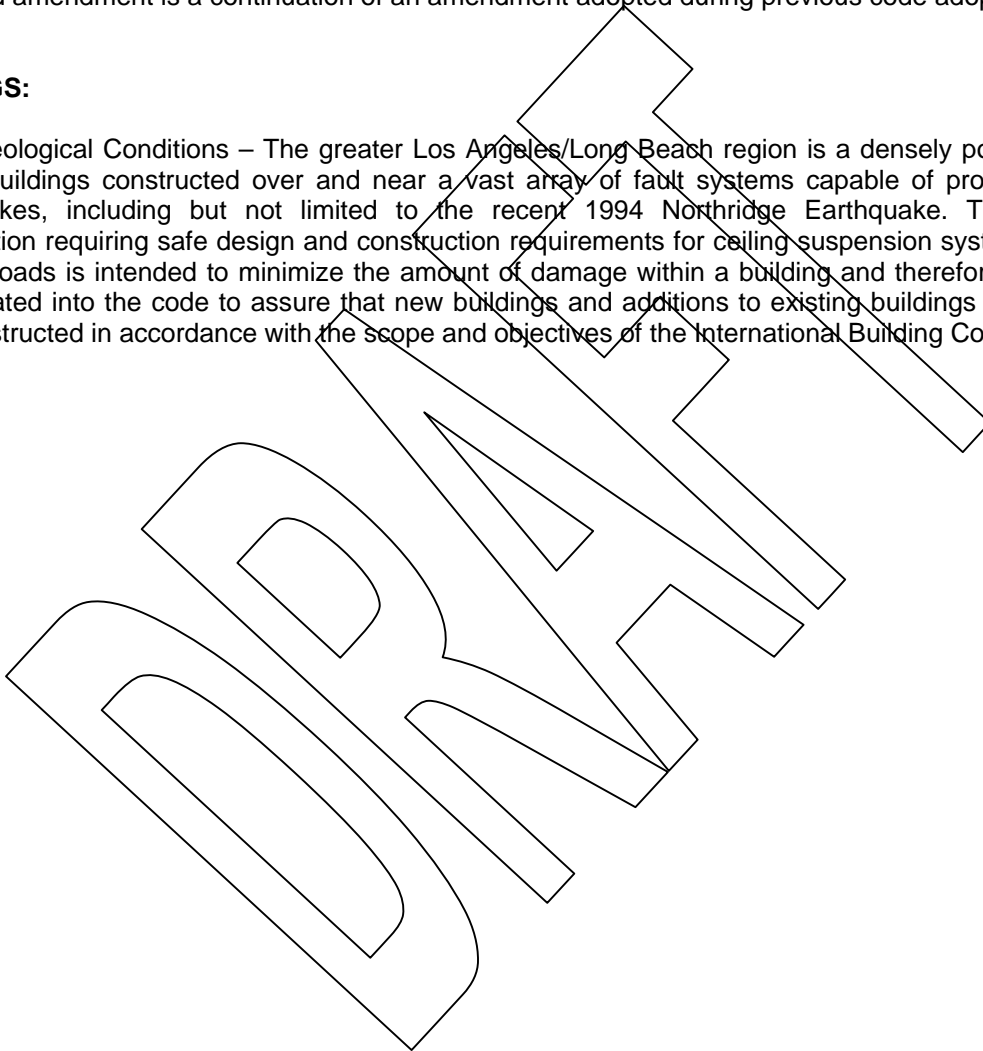 amendment is a continuation of an amendment adopted during previous code
GS:
eological Conditions – The greater Los Angeles/Long Beach region is a densely po
uildings constructed over and near a vast array of fault systems capable of pro
kes, including but not limited to the recent 1994 Northridge Earthquake. T
tion requiring safe design and construction requirements for ceiling suspension syst
oads is intended to minimize the amount of damage within a building and therefor
ated into the code to assure that new buildings and additions to existing buildings
structed in accordance with the scope and objectives of the International Building Co
DRAFT